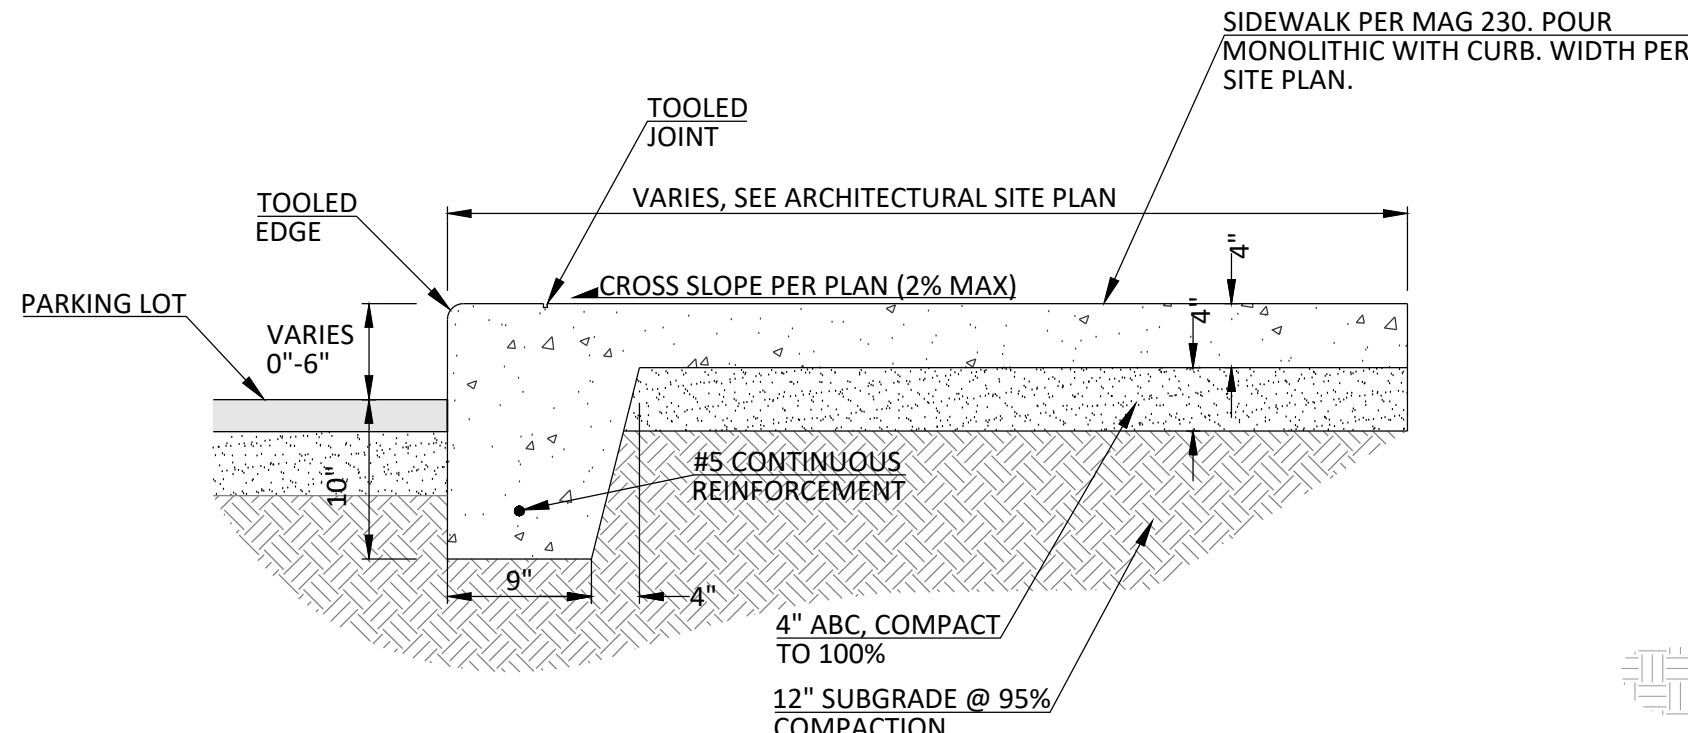 SIDEWALK PER MAG 230. POUR
MONOLITHIC WITH CURB. WIDTH PER
SITE PLAN.
TOOLED
JOINT
VARIES, SEE ARCHITECTURAL SITE PLAN
TOOLED
EDGE
4"
CROSS SLOPE PER PLAN (2% MAX)
PARKING LOT
4"
VARIES
0"-6"
#5 CONTINUOUS
REINFORCEMENT
10"
9"
4"
4" ABC, COMPACT
TO 100%
12" SUBGRADE @ 95%
COMPACTION